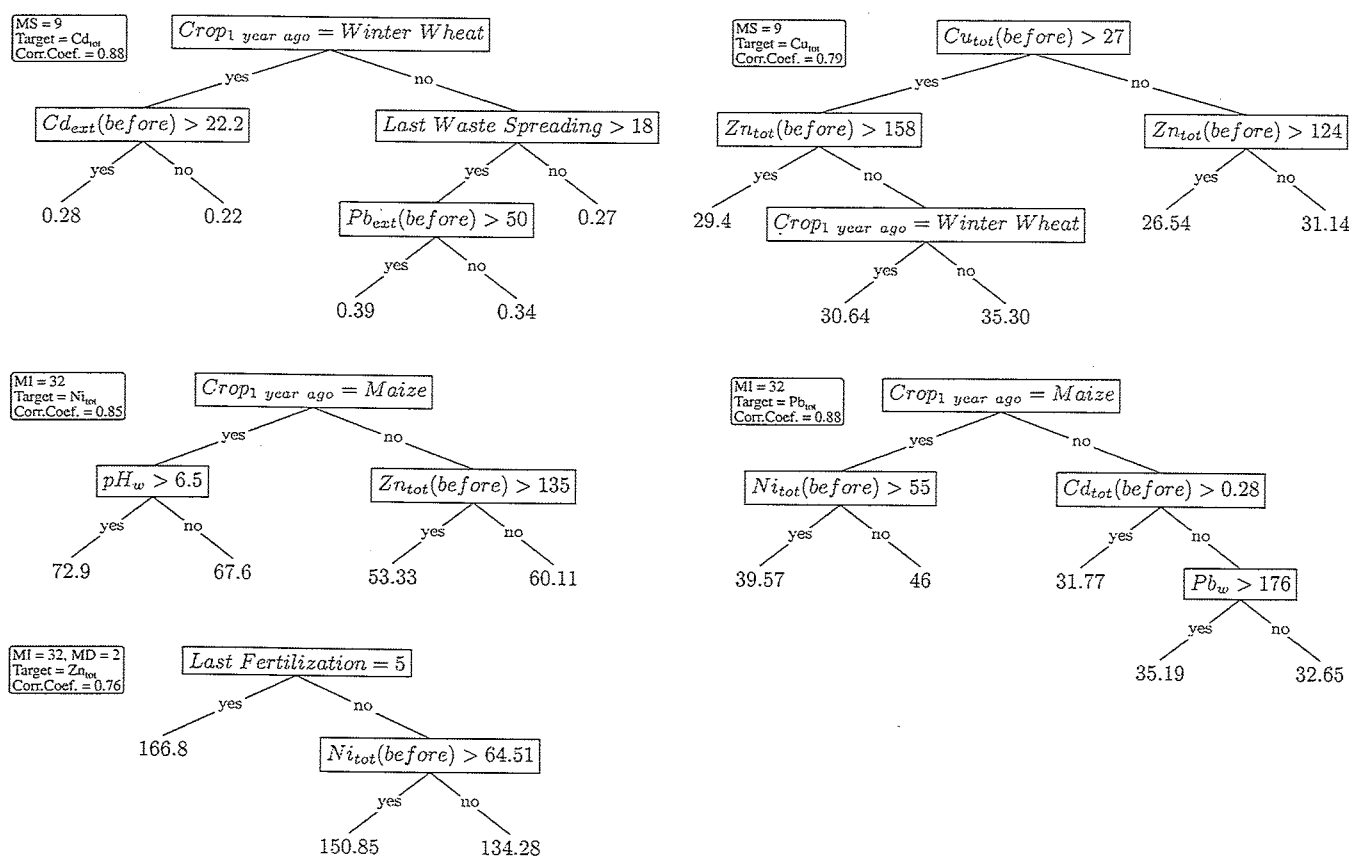 MS = 9
Target = Cd_tot
Corr.Coef. = 0.88
Crop_1 year ago = Winter Wheat
yes
no
Cd_ext(before) > 22.2
Last Waste Spreading > 18
yes
no
yes
no
0.28
0.22
Pb_ext(before) > 50
0.27
yes
no
0.39
0.34
MS = 9
Target = Cu_tot
Corr.Coef. = 0.79
Cu_tot(before) > 27
yes
no
Zn_tot(before) > 158
Zn_tot(before) > 124
yes
no
yes
no
29.4
Crop_1 year ago = Winter Wheat
26.54
31.14
yes
no
30.64
35.30
MI = 32
Target = Ni_tot
Corr.Coef. = 0.85
Crop_1 year ago = Maize
yes
no
pH_w > 6.5
Zn_tot(before) > 135
yes
no
yes
no
72.9
67.6
53.33
60.11
MI = 32
Target = Pb_tot
Corr.Coef. = 0.88
Crop_1 year ago = Maize
yes
no
Ni_tot(before) > 55
Cd_tot(before) > 0.28
yes
no
yes
no
39.57
46
31.77
Pb_w > 176
yes
no
35.19
32.65
MI = 32, MD = 2
Target = Zn_tot
Corr.Coef. = 0.76
Last Fertilization = 5
yes
no
166.8
Ni_tot(before) > 64.51
yes
no
150.85
134.28